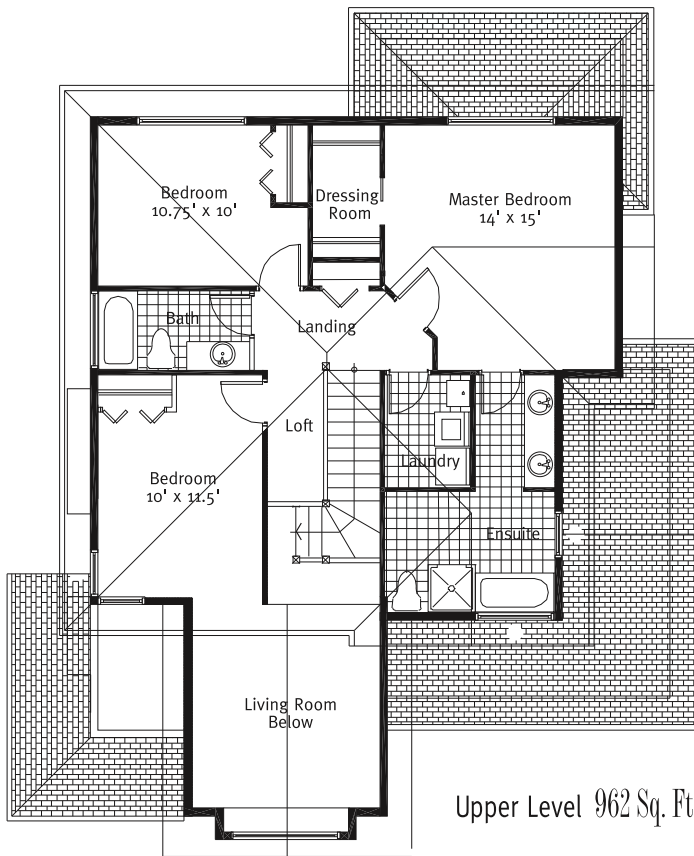 Bedroom
10.75' x 10'
Dressing
Room
Master Bedroom
14' x 15'
Bath
Landing
Loft
Laundry
Bedroom
10' x 11.5'
Ensuite
Living Room
Below
Upper Level 962 Sq. Ft